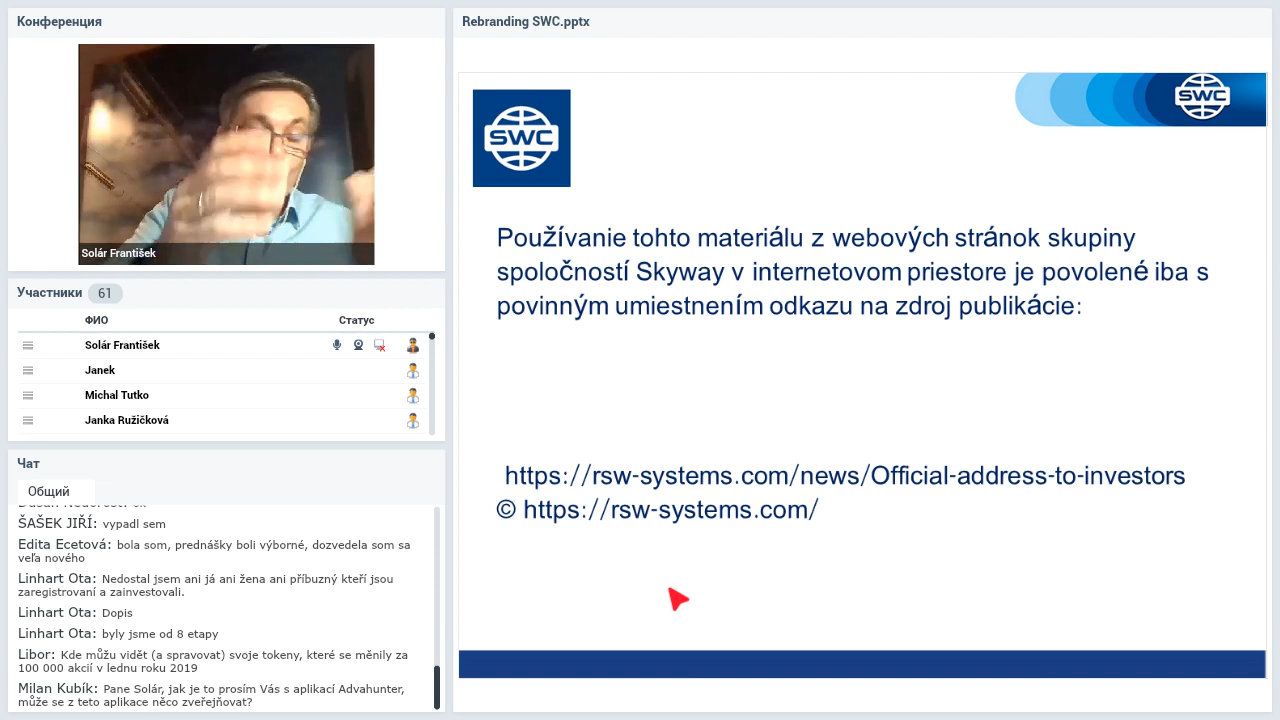 Конференция
Solár František
Участники 61
ФИО Статус
Solár František
Janek
Michal Tutko
Janka Ružičková
Чат
Общий
ŠAŠEK JIŘÍ: vypadl sem
Edita Ecetová: bola som, prednášky boli výborné, dozvedela som sa
veľa nového
Linhart Ota: Nedostal jsem ani já ani žena ani příbuzný kteří jsou
zaregistrovaní a zainvestovali.
Linhart Ota: Dopis
Linhart Ota: byly jsme od 8 etapy
Libor: Kde můžu vidět (a spravovat) svoje tokeny, které se měnily za
100 000 akcií v lednu roku 2019
Milan Kubík: Pane Solár, jak je to prosím Vás s aplikací Advahunter,
může se z teto aplikace něco zveřejňovat?
Rebranding SWC.pptx
SWC
SWC
Používanie tohto materiálu z webových stránok skupiny
spoločností Skyway v internetovom priestore je povolené iba s
povinným umiestnením odkazu na zdroj publikácie:
https://rsw-systems.com/news/Official-address-to-investors
© https://rsw-systems.com/